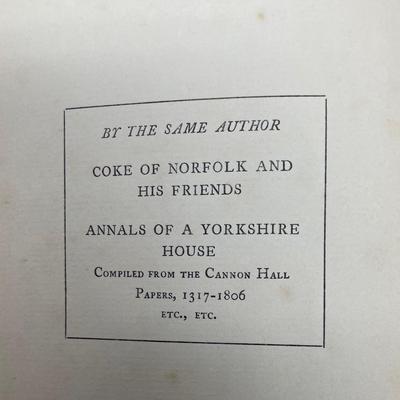 BY THE SAME AUTHOR
COKE OF NORFOLK AND
HIS FRIENDS
ANNALS OF A YORKSHIRE
HOUSE
COMPILED FROM THE CANNON HALL
PAPERS, 1317-1806
ETC., ETC.